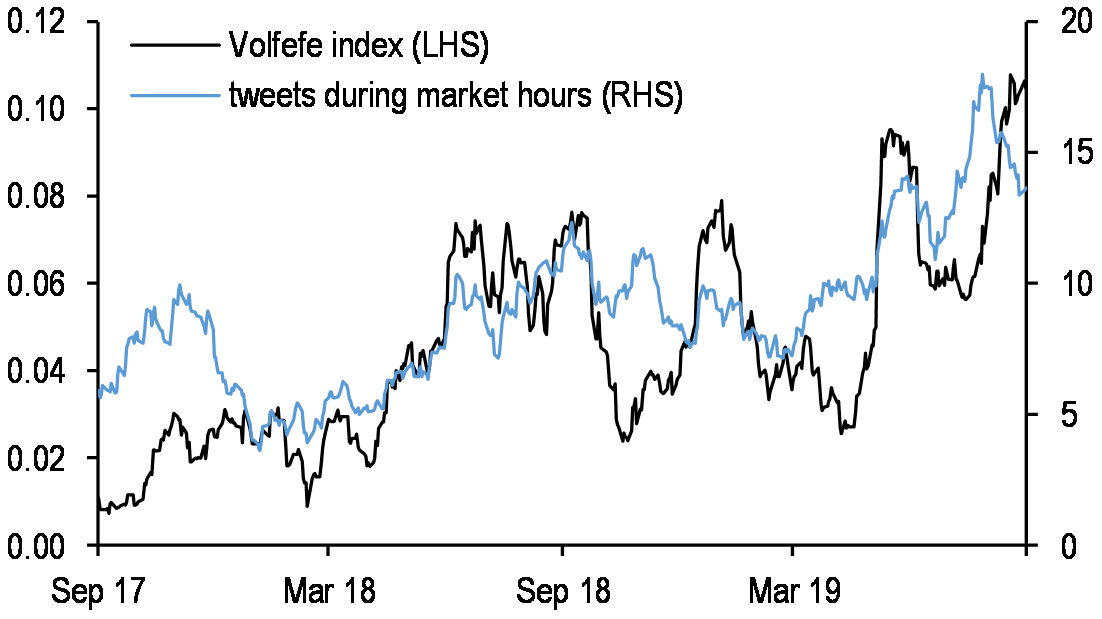 Volfefe index (LHS)
tweets during market hours (RHS)
0.12
0.10
0.08
0.06
0.04
0.02
0.00
20
15
10
5
0
Sep 17
Mar 18
Sep 18
Mar 19